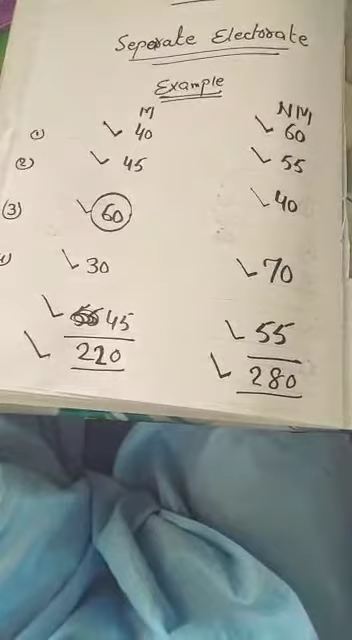 Seperate Electorate
Example
M NM
(1) ✓ 40 ✓ 60
(2) ✓ 45 ✓ 55
(3) ✓ 60 ✓ 40
✓ 30 ✓ 70
✓ 45 ✓ 55
✓ 220 ✓ 280